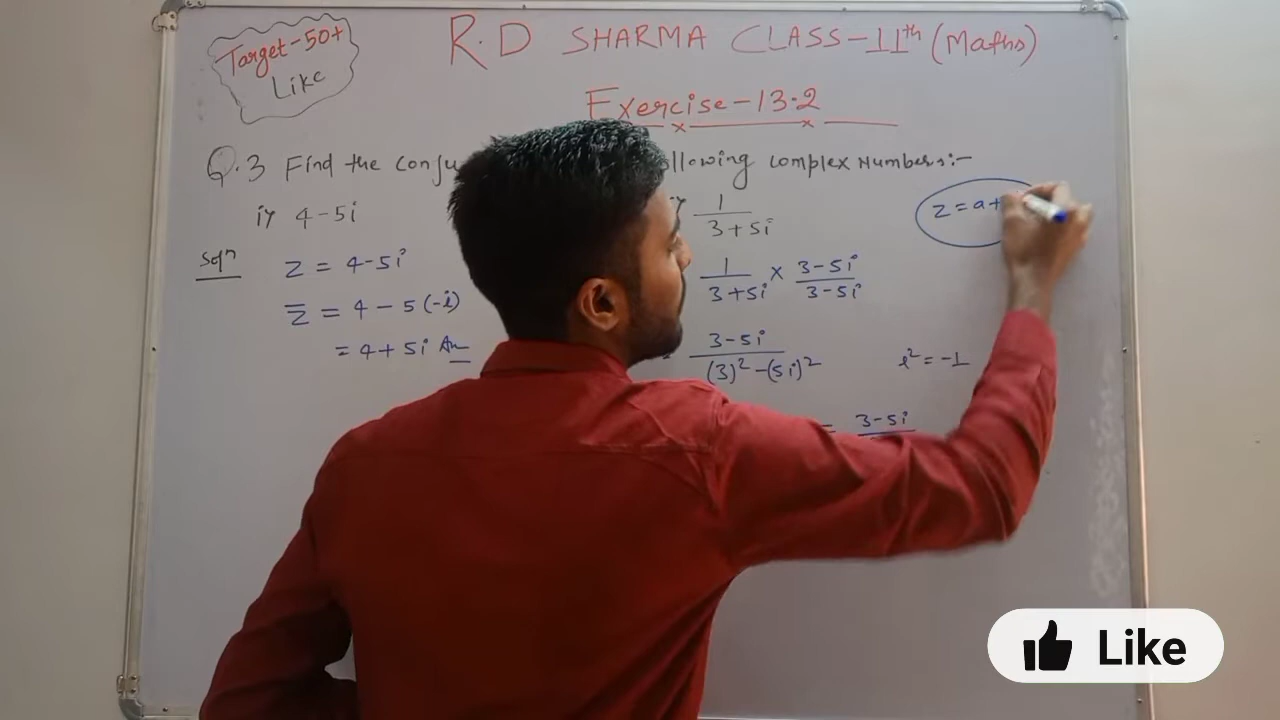 Target-50+
Like
R.D SHARMA CLASS-11th (Maths)
Exercise-13.2
Q.3 Find the Conju llowing complex Numbers:-
i) 4-5i
1/(3+5i)
z = a+
Solⁿ
z = 4-5i
z̅ = 4-5(-i)
= 4+5i Ans
1/(3+5i) × (3-5i)/(3-5i)
= (3-5i)/((3)²-(5i)²)
i² = -1
= 3-5i
Like